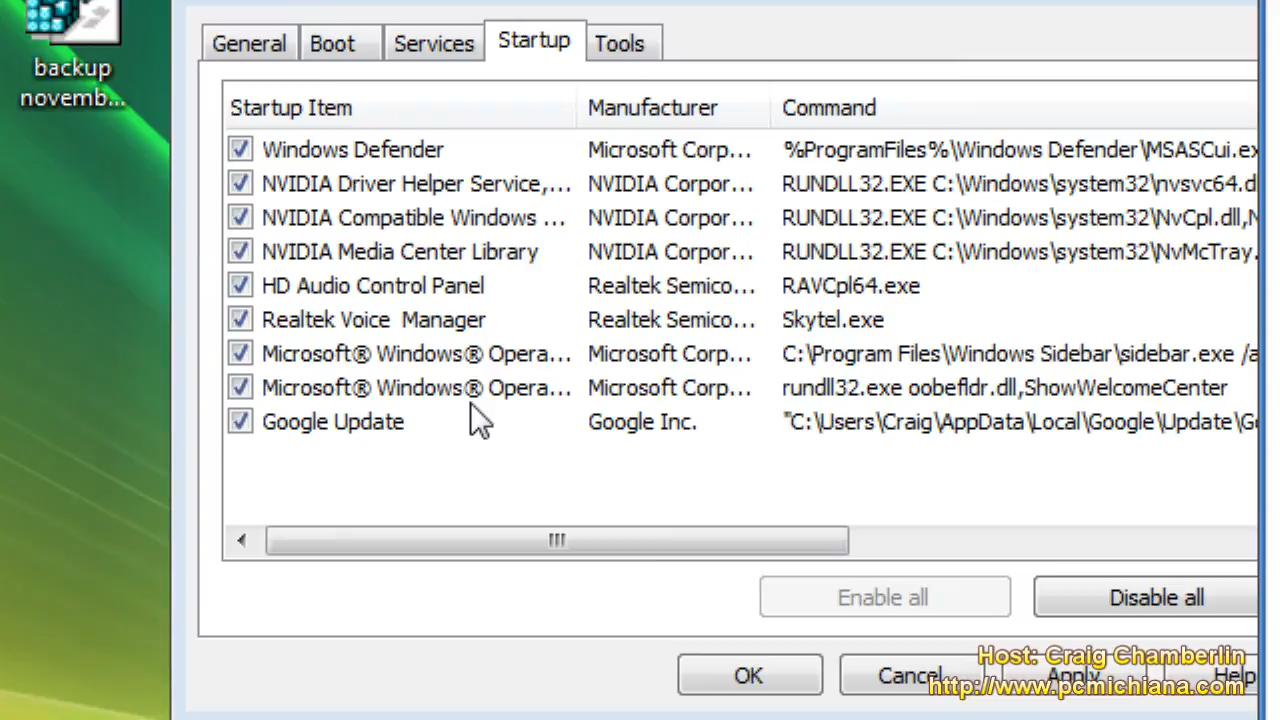 backup
novemb...
General Boot Services Startup Tools
Startup Item Manufacturer Command
Windows Defender Microsoft Corp... %ProgramFiles%\Windows Defender\MSASCui.ex
NVIDIA Driver Helper Service,... NVIDIA Corpor... RUNDLL32.EXE C:\Windows\system32\nvsvc64.d
NVIDIA Compatible Windows ... NVIDIA Corpor... RUNDLL32.EXE C:\Windows\system32\NvCpl.dll,N
NVIDIA Media Center Library NVIDIA Corpor... RUNDLL32.EXE C:\Windows\system32\NvMcTray.
HD Audio Control Panel Realtek Semico... RAVCpl64.exe
Realtek Voice Manager Realtek Semico... Skytel.exe
Microsoft® Windows® Opera... Microsoft Corp... C:\Program Files\Windows Sidebar\sidebar.exe /a
Microsoft® Windows® Opera... Microsoft Corp... rundll32.exe oobefldr.dll,ShowWelcomeCenter
Google Update Google Inc. "C:\Users\Craig\AppData\Local\Google\Update\Go
Enable all Disable all
OK Cancel Apply Help
Host: Craig Chamberlin
http://www.pcmichiana.com